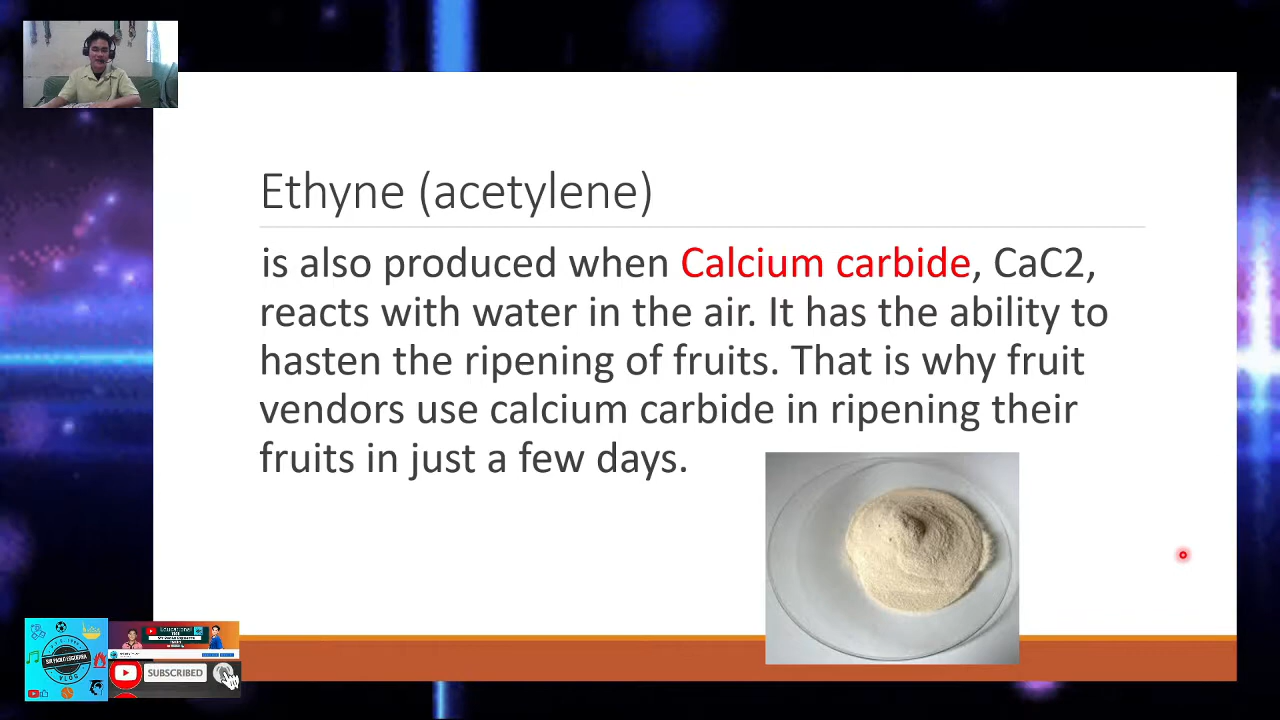 Ethyne (acetylene)
is also produced when Calcium carbide, CaC2,
reacts with water in the air. It has the ability to
hasten the ripening of fruits. That is why fruit
vendors use calcium carbide in ripening their
fruits in just a few days.
Educational
VLOG
SUBSCRIBED